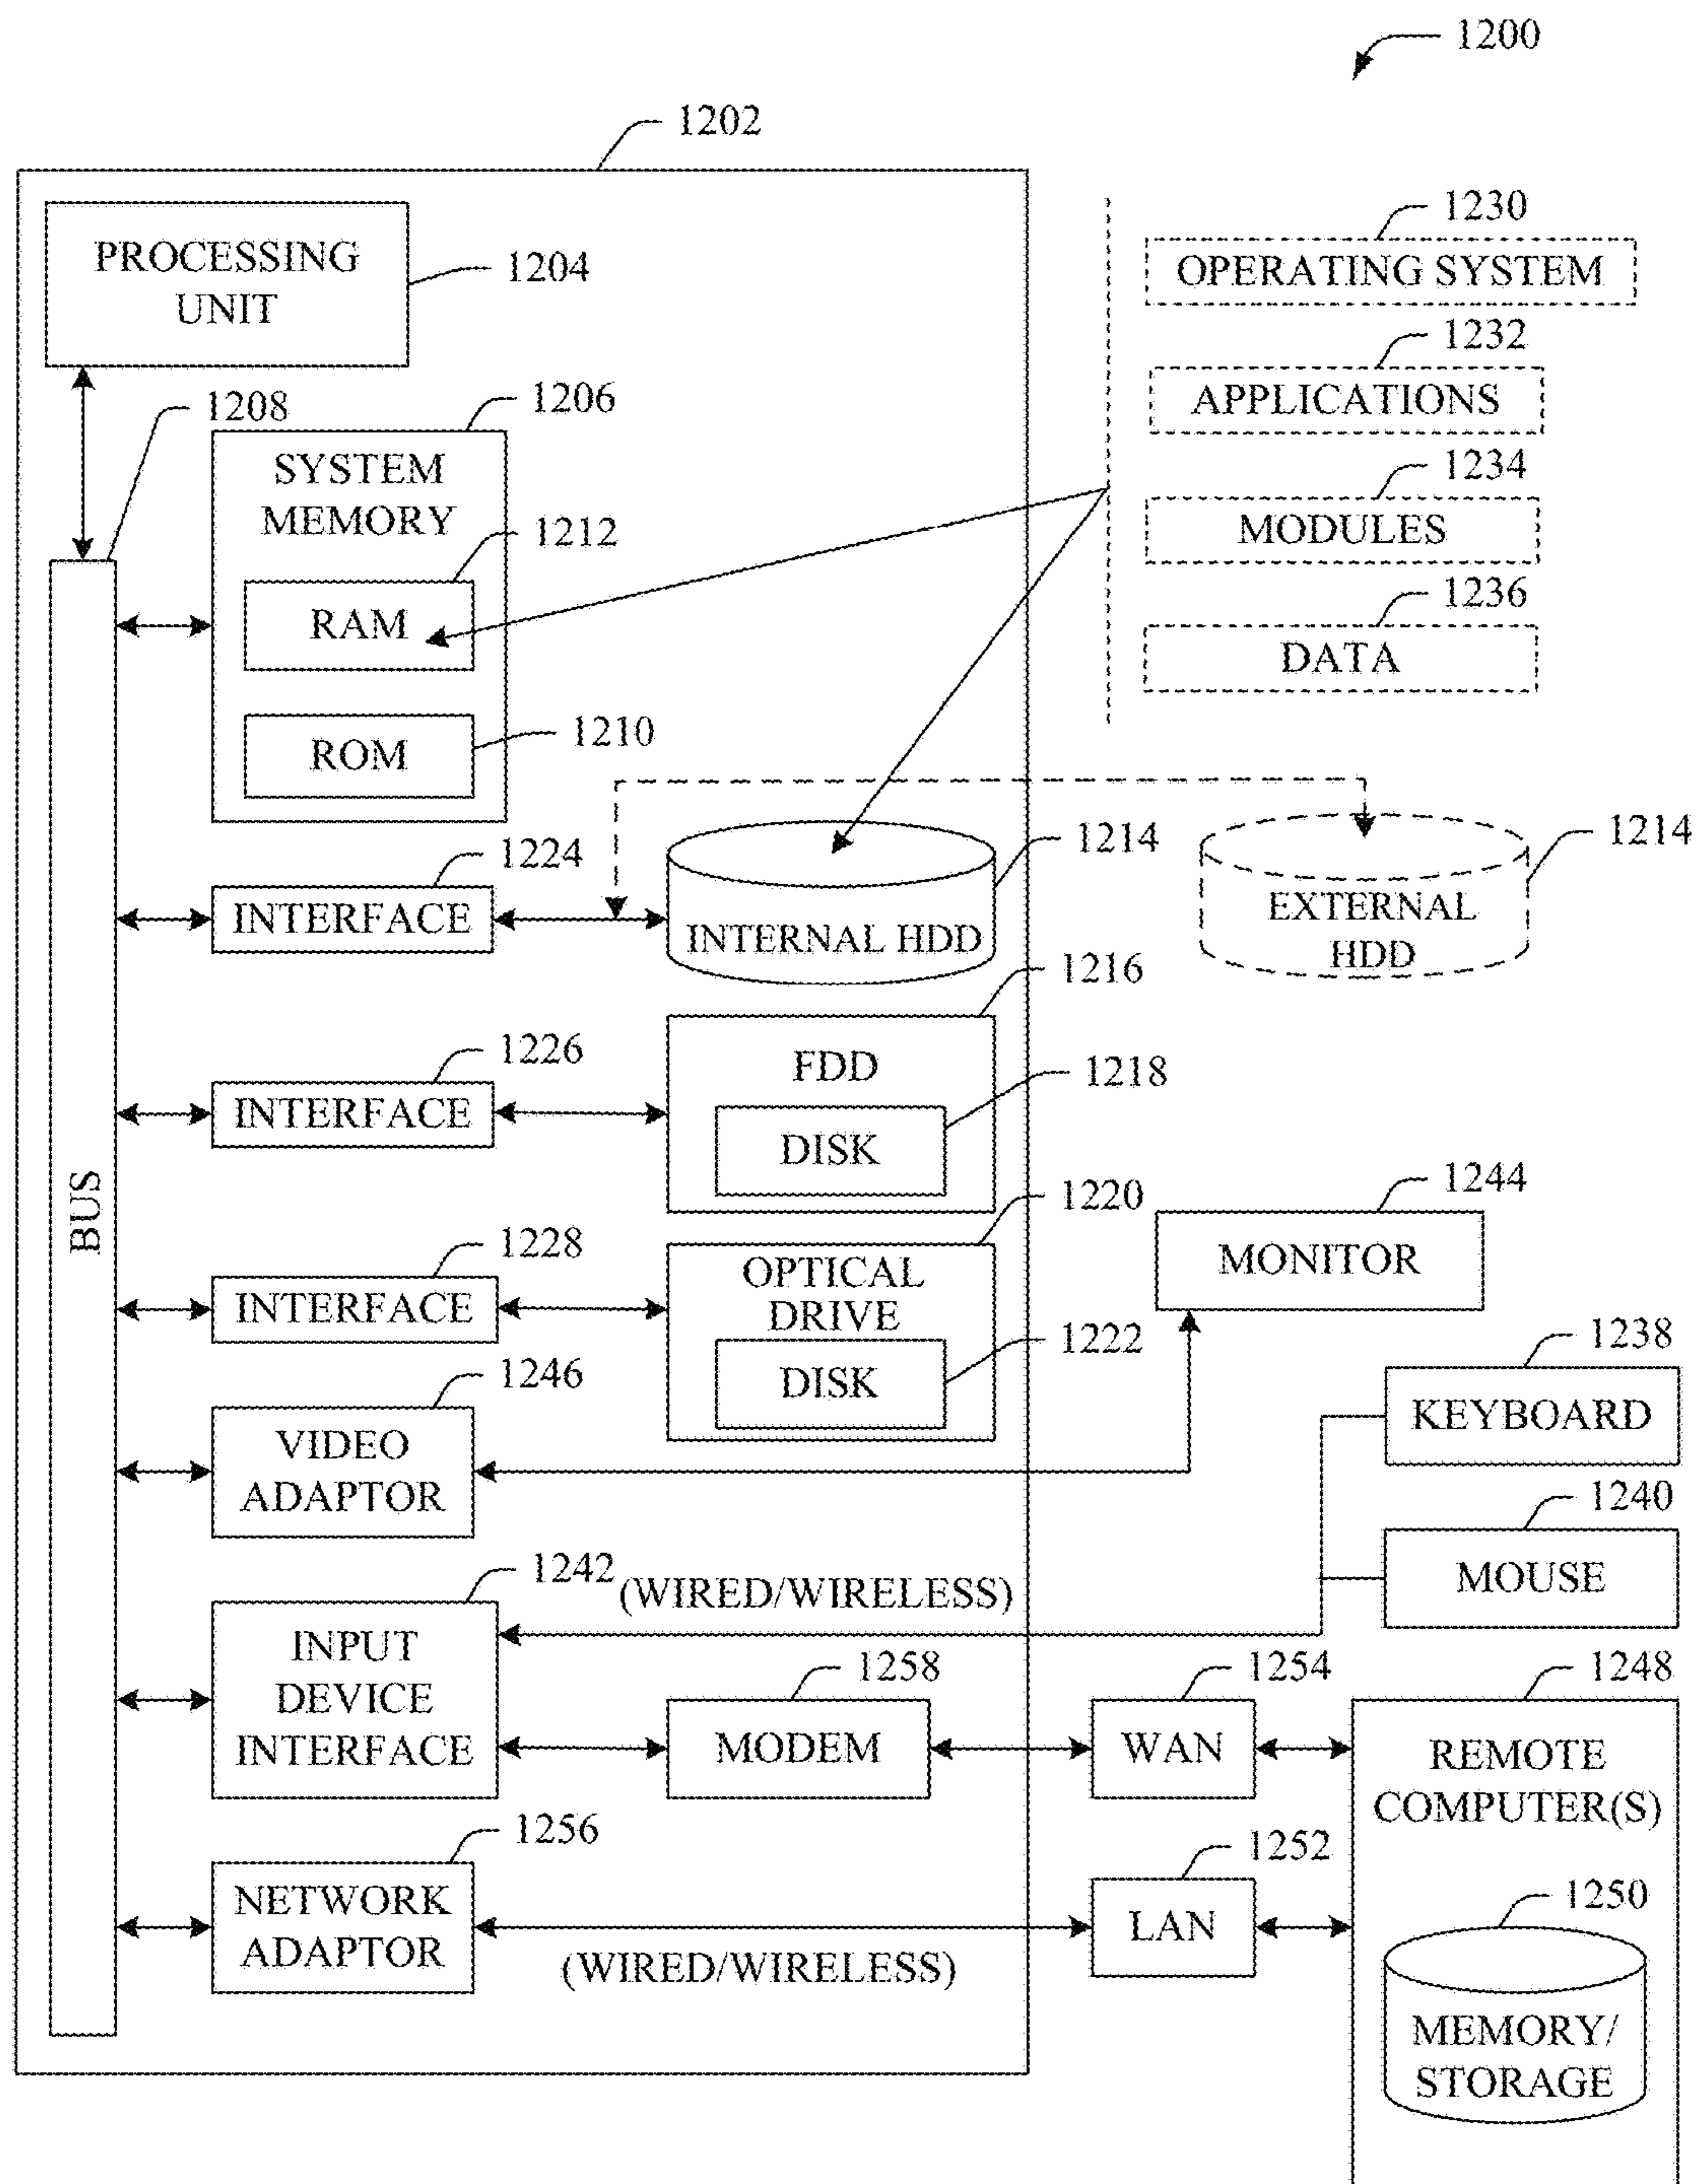 1200
1202
PROCESSING
UNIT
1204
1230
OPERATING SYSTEM
1232
APPLICATIONS
1234
MODULES
1236
DATA
1208
1206
SYSTEM
MEMORY
1212
RAM
1210
ROM
1224
INTERFACE
1214
INTERNAL HDD
1214
EXTERNAL
HDD
1226
INTERFACE
1216
FDD
1218
DISK
BUS
1228
INTERFACE
1220
OPTICAL
DRIVE
1222
DISK
1244
MONITOR
1246
VIDEO
ADAPTOR
1238
KEYBOARD
1240
MOUSE
1242
(WIRED/WIRELESS)
INPUT
DEVICE
INTERFACE
1258
MODEM
1254
WAN
1248
REMOTE
COMPUTER(S)
1256
NETWORK
ADAPTOR
(WIRED/WIRELESS)
1252
LAN
1250
MEMORY/
STORAGE